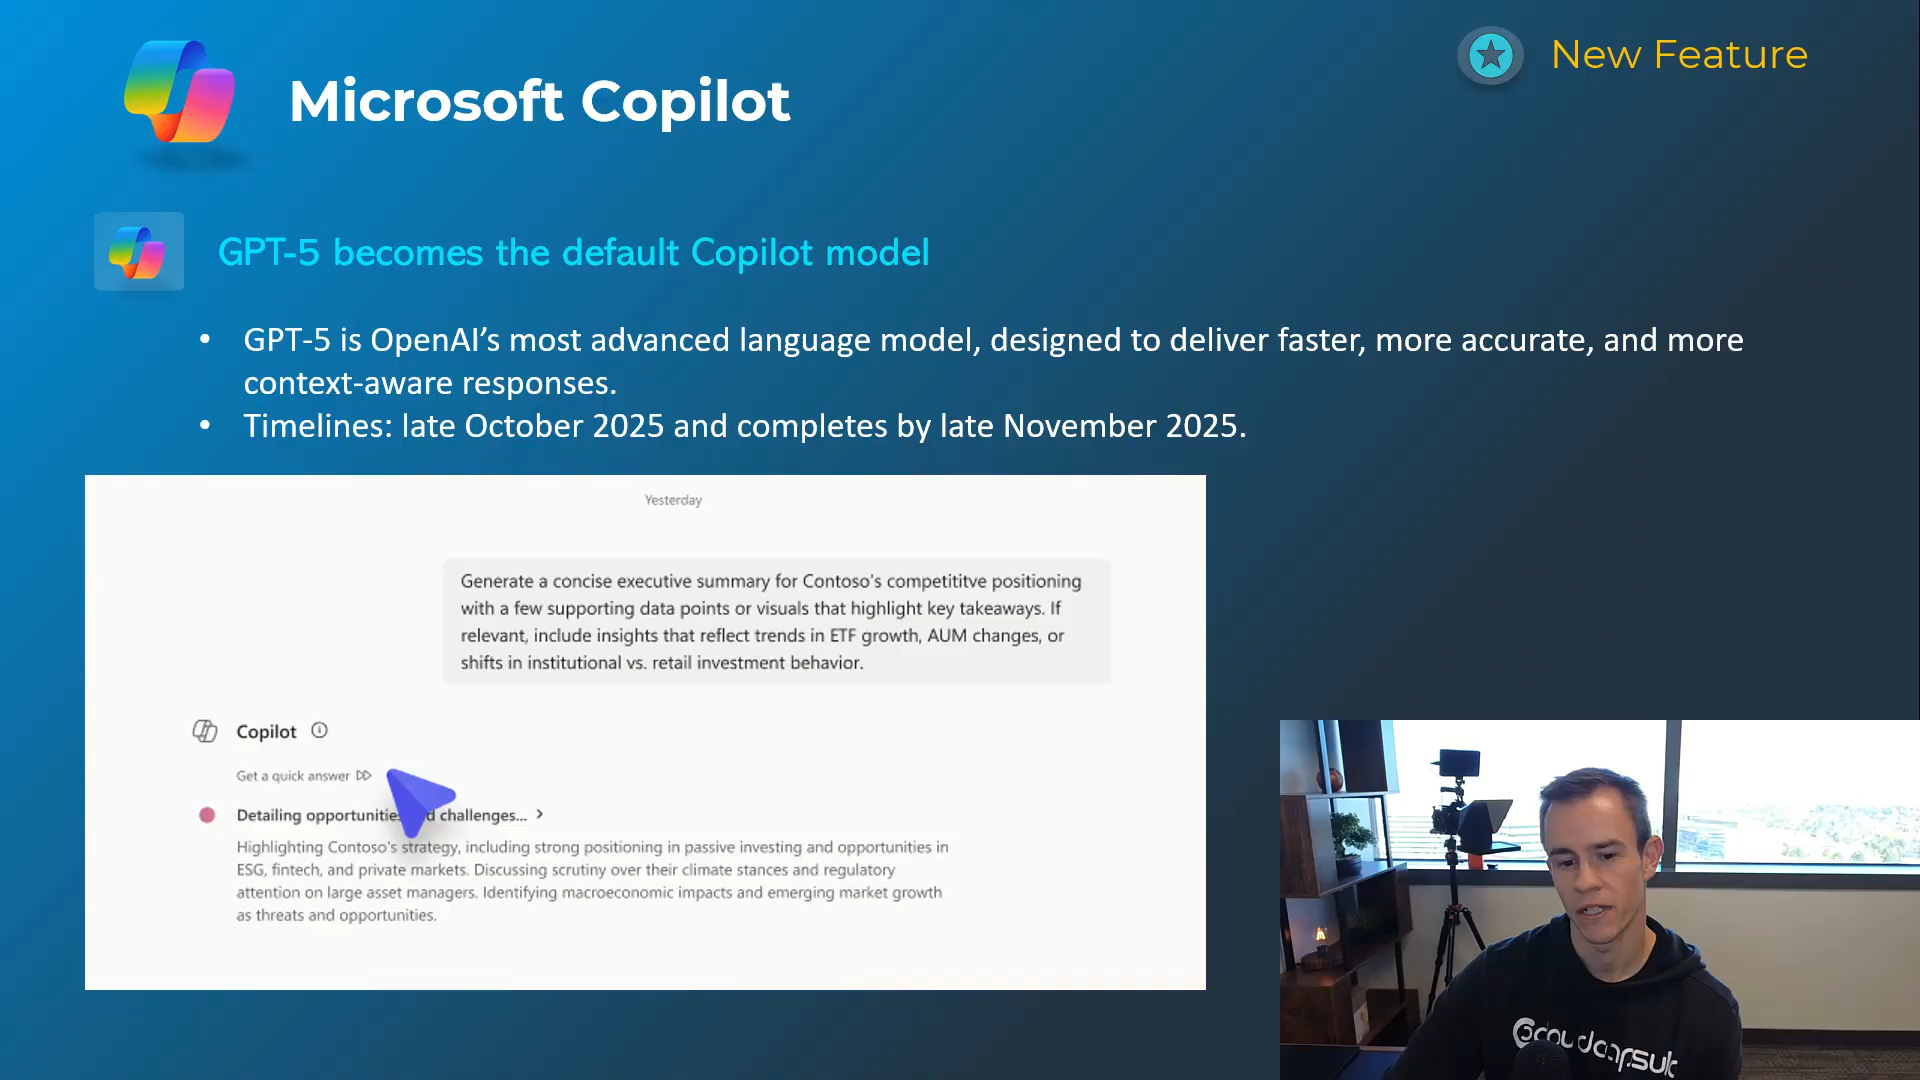 Microsoft Copilot
New Feature
GPT-5 becomes the default Copilot model
• GPT-5 is OpenAI’s most advanced language model, designed to deliver faster, more accurate, and more
context-aware responses.
• Timelines: late October 2025 and completes by late November 2025.
Yesterday
Generate a concise executive summary for Contoso's competititve positioning
with a few supporting data points or visuals that highlight key takeaways. If
relevant, include insights that reflect trends in ETF growth, AUM changes, or
shifts in institutional vs. retail investment behavior.
Copilot
Get a quick answer
Detailing opportunities challenges...
Highlighting Contoso's strategy, including strong positioning in passive investing and opportunities in
ESG, fintech, and private markets. Discussing scrutiny over their climate stances and regulatory
attention on large asset managers. Identifying macroeconomic impacts and emerging market growth
as threats and opportunities.
cloudcapsule